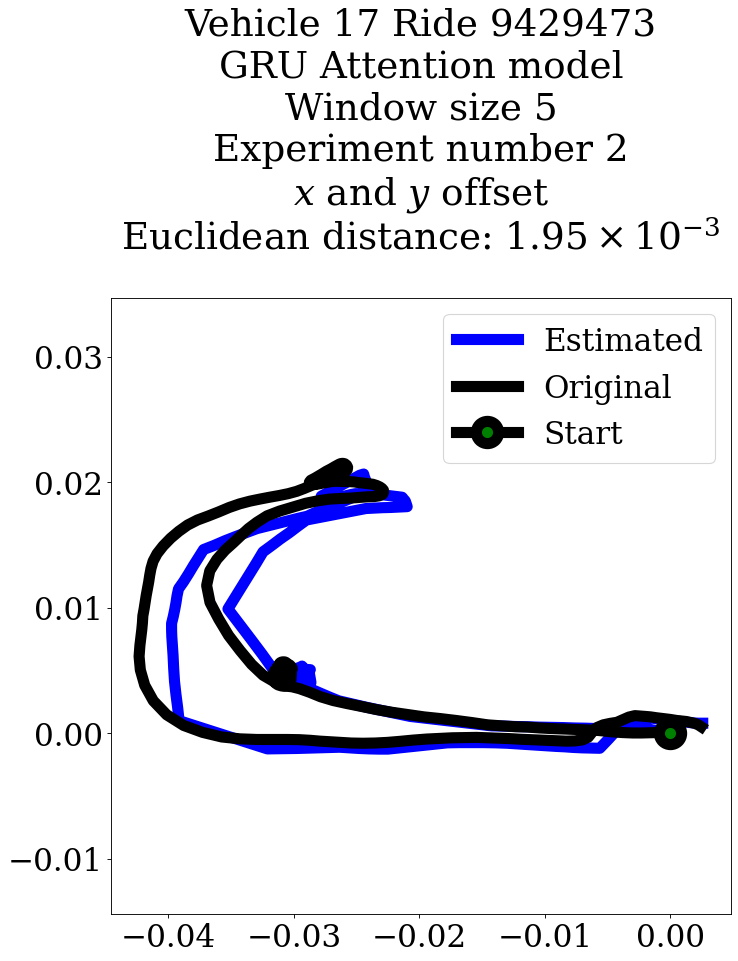 Vehicle 17 Ride 9429473
GRU Attention model
Window size 5
Experiment number 2
x and y offset
Euclidean distance: 1.95 × 10⁻³
Estimated
Original
Start
0.03
0.02
0.01
0.00
−0.01
−0.04 −0.03 −0.02 −0.01 0.00